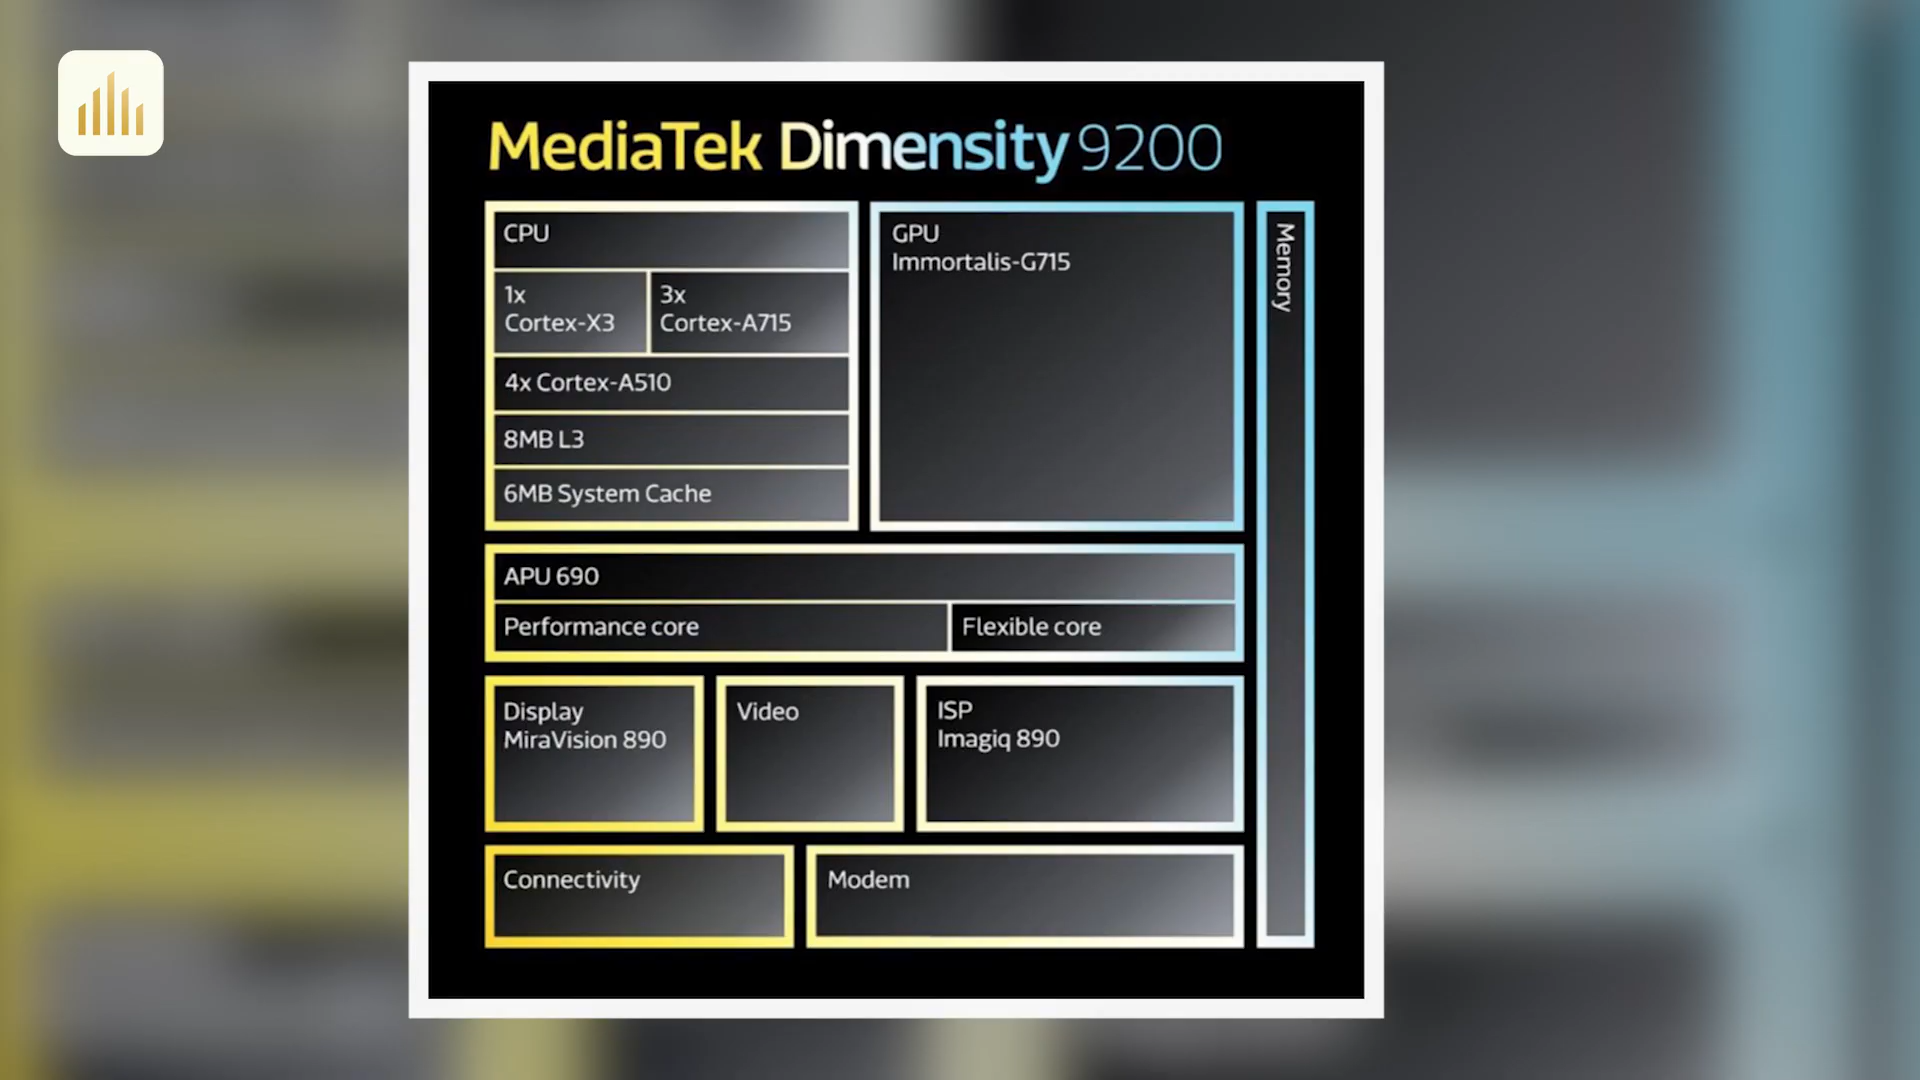 MediaTek Dimensity 9200
CPU
1x
Cortex-X3
3x
Cortex-A715
4x Cortex-A510
8MB L3
6MB System Cache
GPU
Immortalis-G715
Memory
APU 690
Performance core
Flexible core
Display
MiraVision 890
Video
ISP
Imagiq 890
Connectivity
Modem